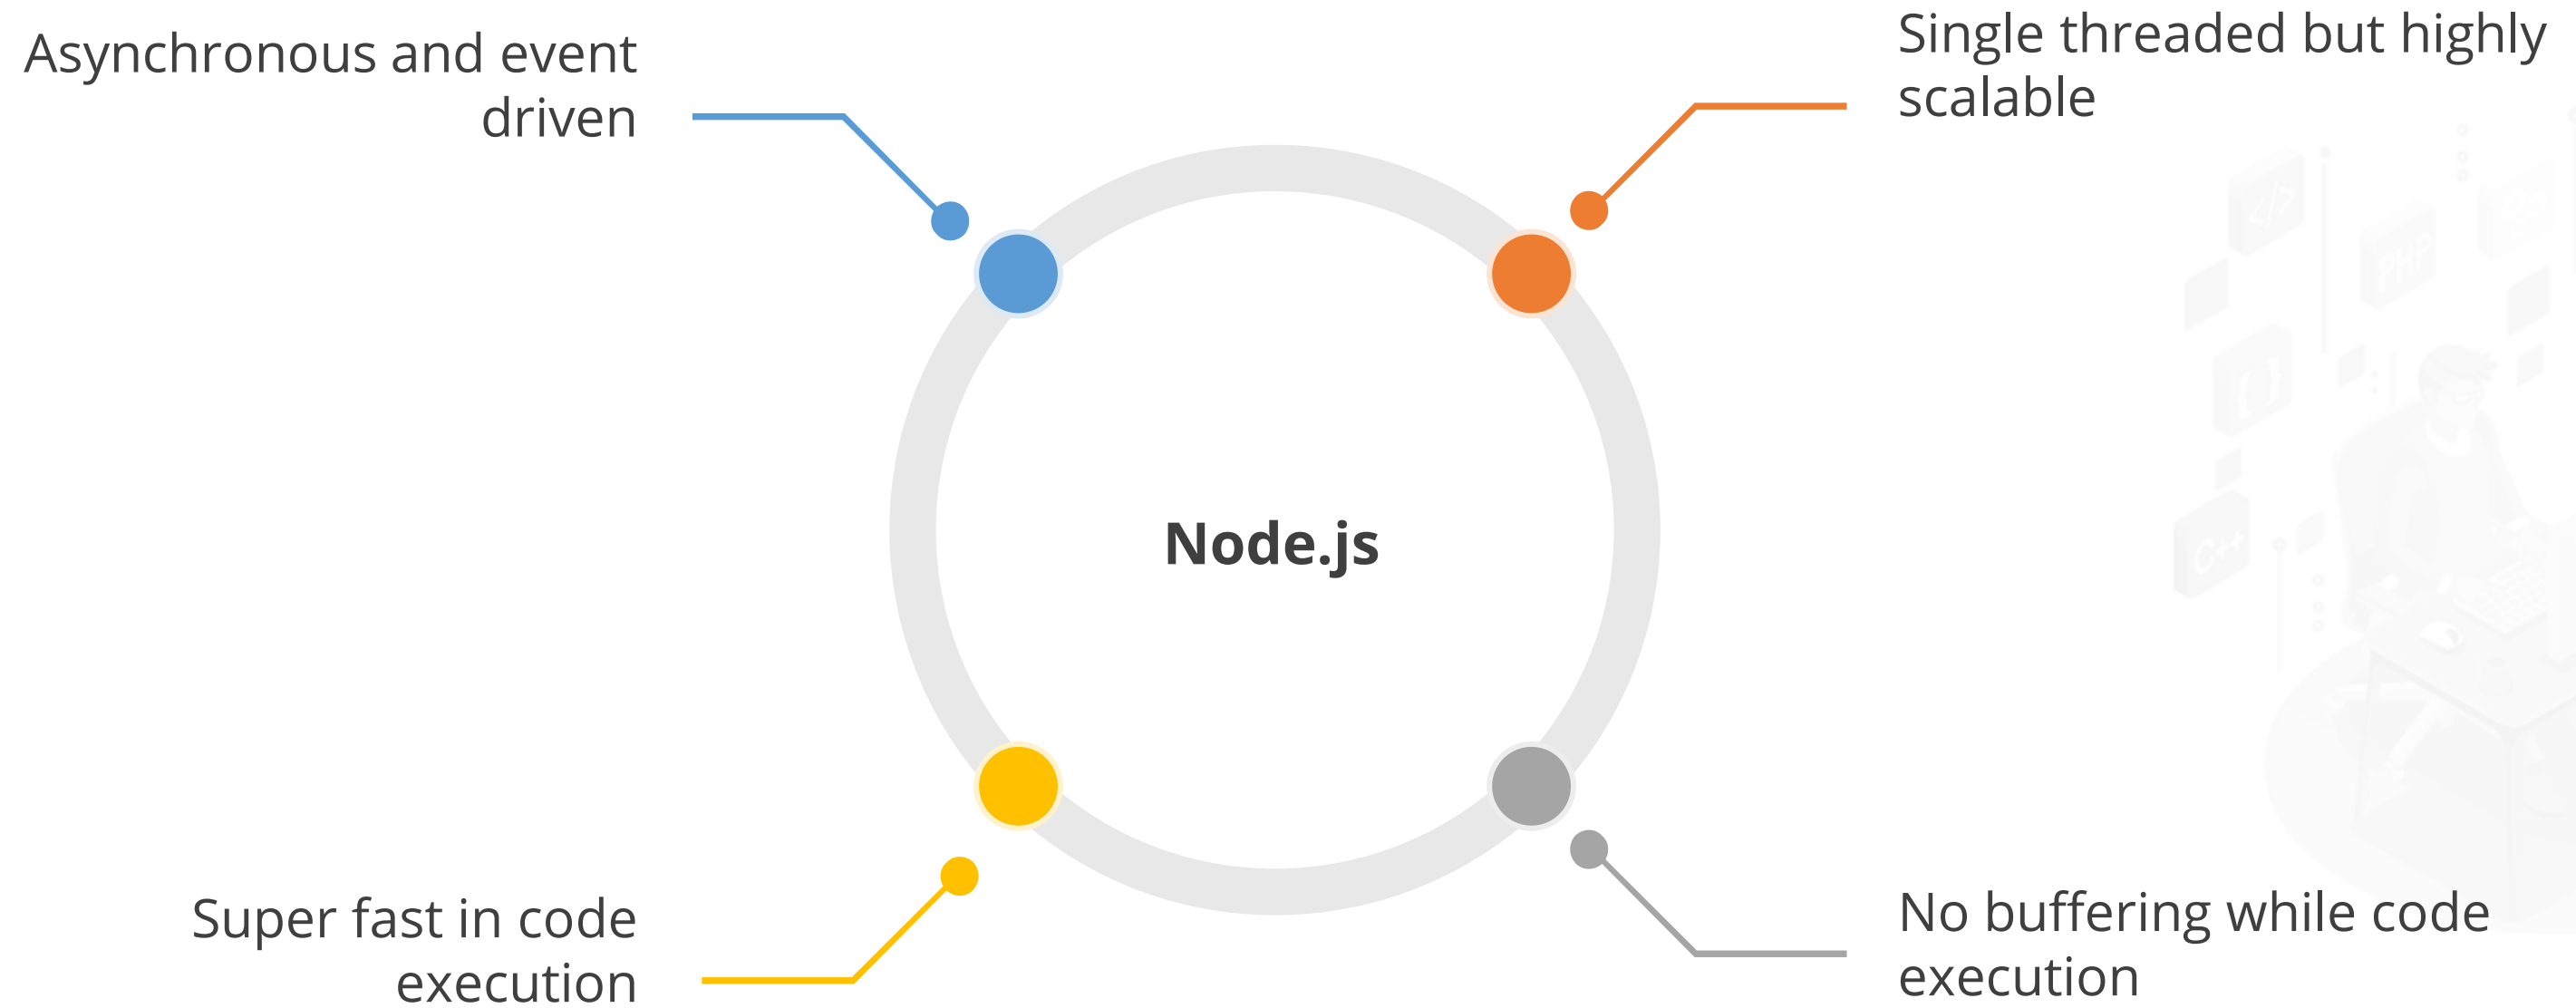 Asynchronous and event
driven
Single threaded but highly
scalable
</>
PHP
{ }
Node.js
C++
Super fast in code
execution
No buffering while code
execution